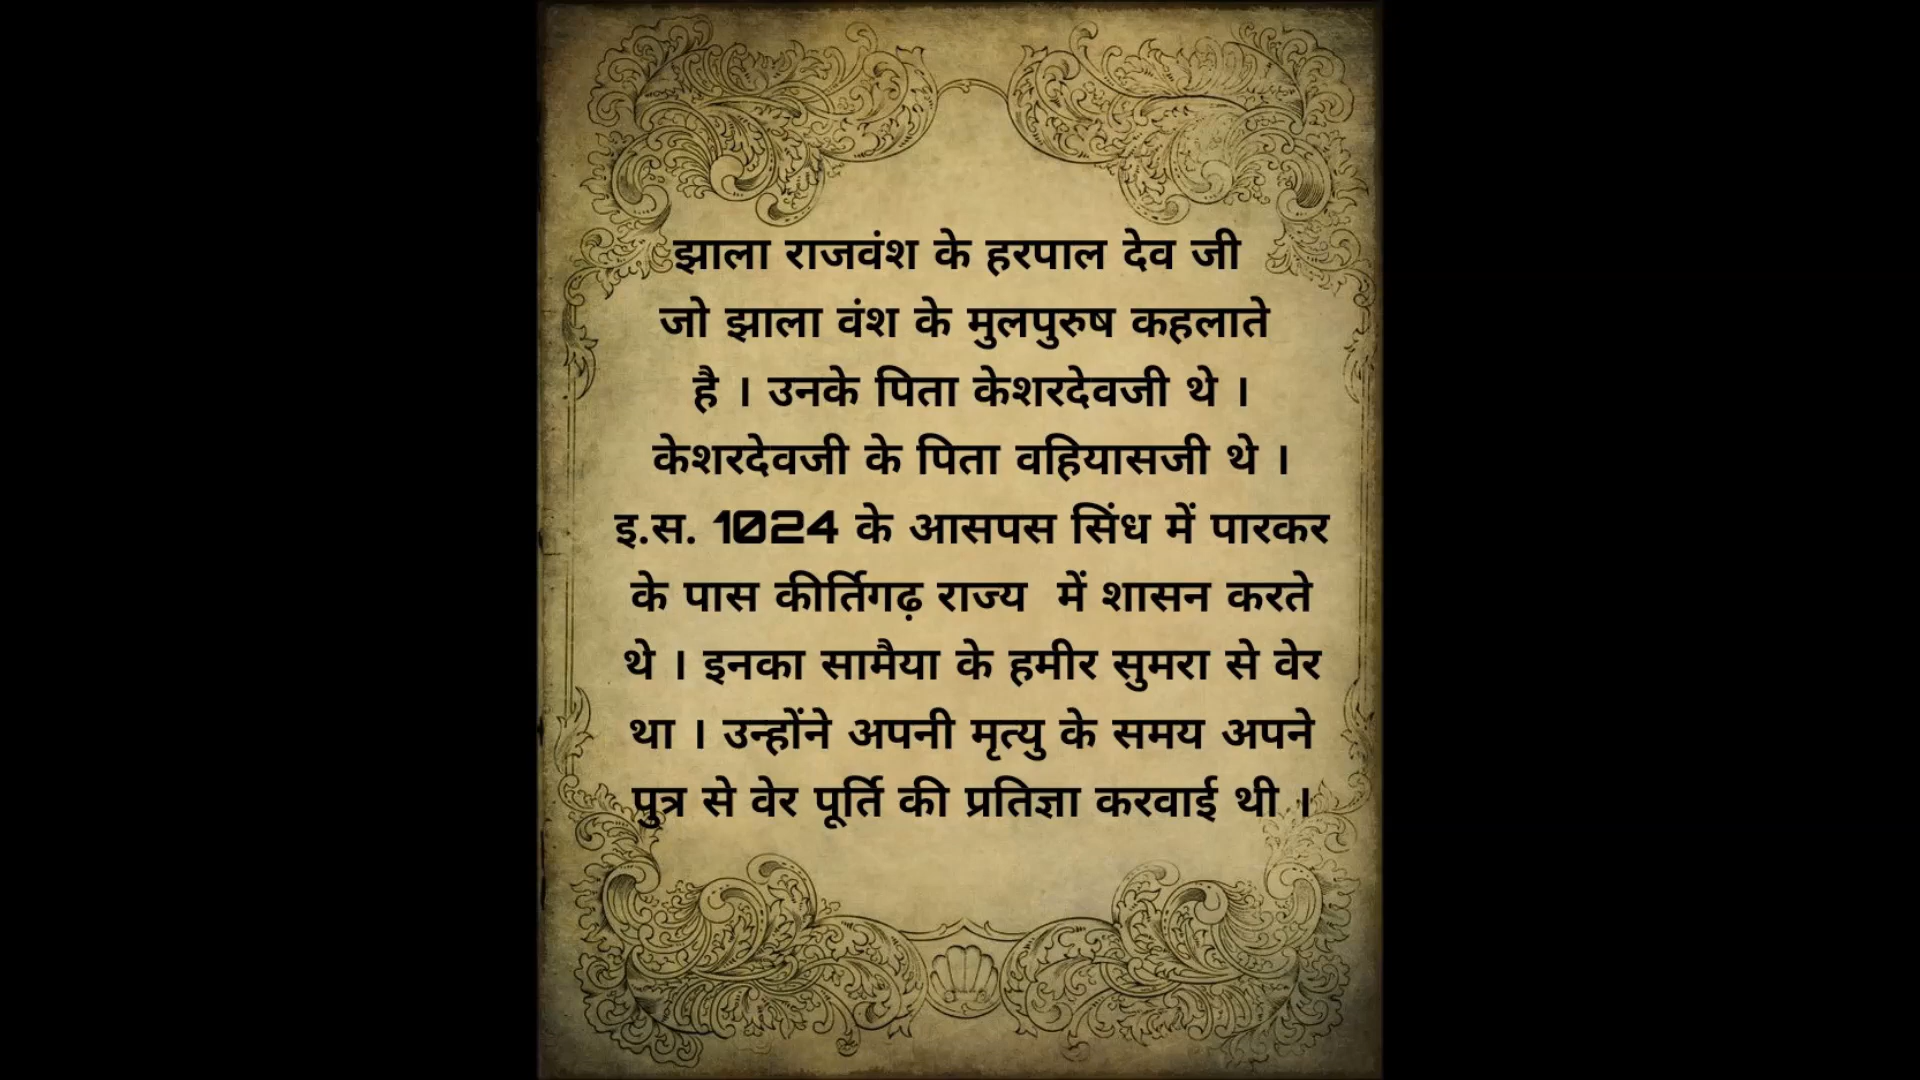 झाला राजवंश के हरपाल देव जी
जो झाला वंश के मुलपुरुष कहलाते
है । उनके पिता केशरदेवजी थे ।
केशरदेवजी के पिता वहियासजी थे ।
इ.स. 1024 के आसपस सिंध में पारकर
के पास कीर्तिगढ़ राज्य में शासन करते
थे । इनका सामैया के हमीर सुमरा से वेर
था । उन्होंने अपनी मृत्यु के समय अपने
पुत्र से वेर पूर्ति की प्रतिज्ञा करवाई थी ।